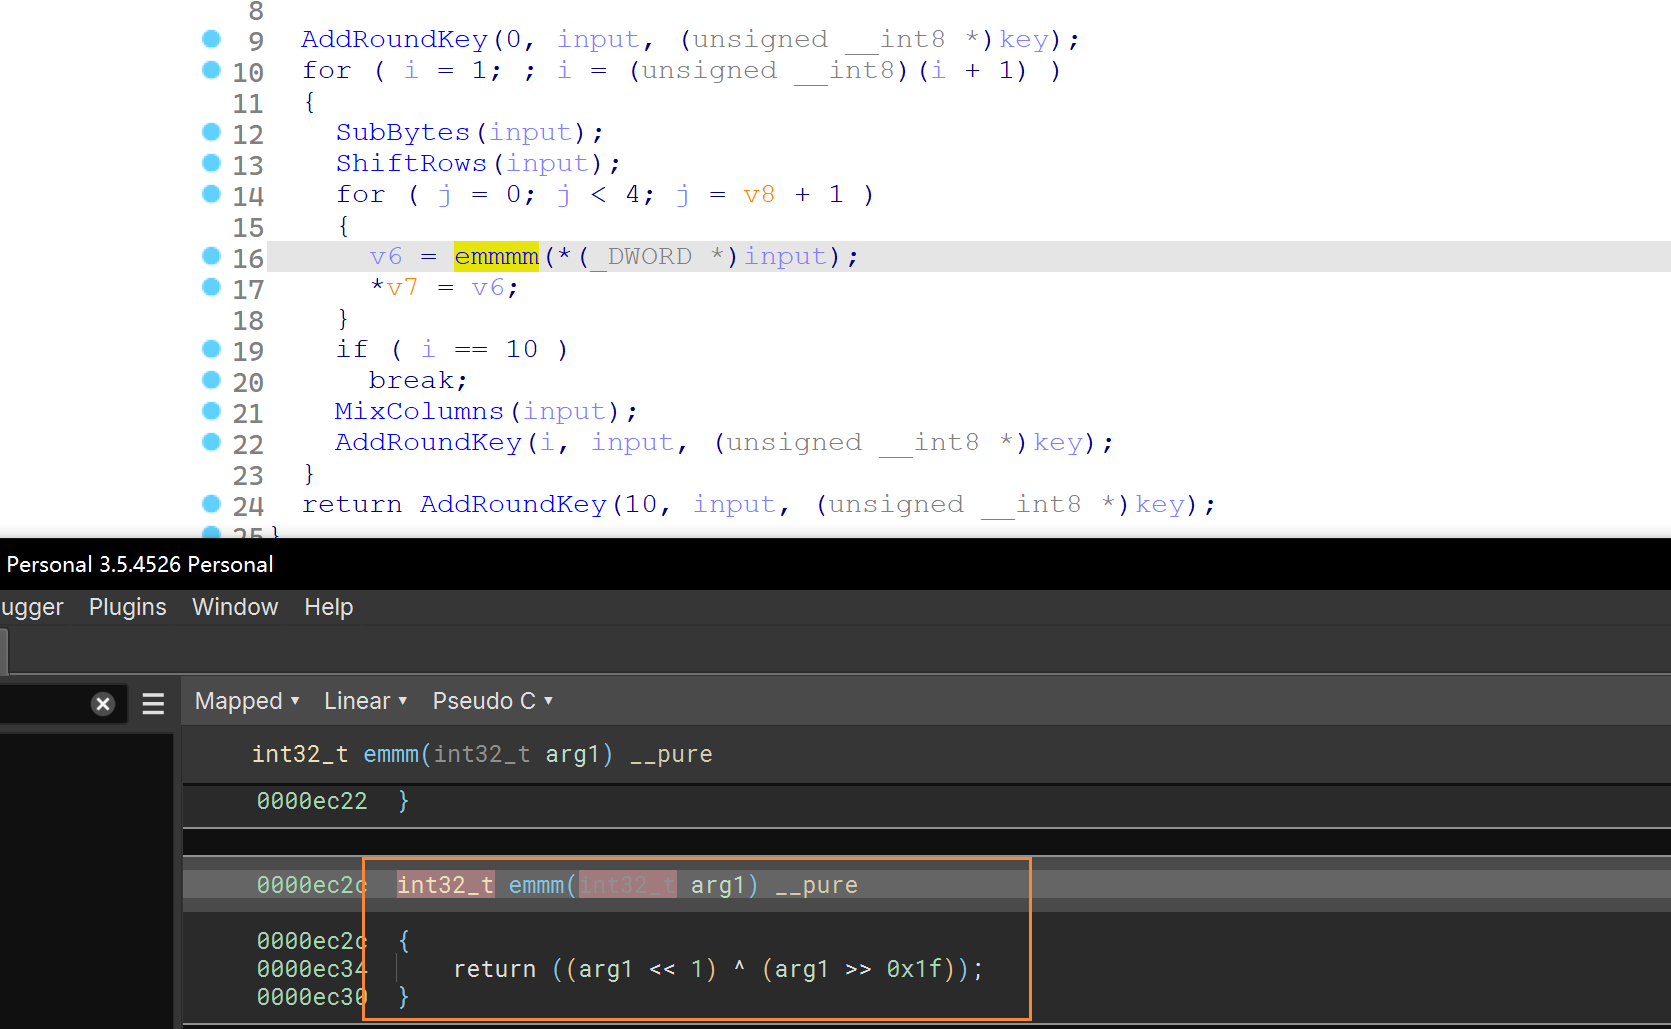 8
9 AddRoundKey(0, input, (unsigned __int8 *)key);
10 for ( i = 1; ; i = (unsigned __int8)(i + 1) )
11 {
12 SubBytes(input);
13 ShiftRows(input);
14 for ( j = 0; j < 4; j = v8 + 1 )
15 {
16 v6 = emmmm(*(_DWORD *)input);
17 *v7 = v6;
18 }
19 if ( i == 10 )
20 break;
21 MixColumns(input);
22 AddRoundKey(i, input, (unsigned __int8 *)key);
23 }
24 return AddRoundKey(10, input, (unsigned __int8 *)key);
25 }
Personal 3.5.4526 Personal
ugger Plugins Window Help
Mapped ▾ Linear ▾ Pseudo C ▾
int32_t emmm(int32_t arg1) __pure
0000ec22 }
0000ec2c int32_t emmm(int32_t arg1) __pure
0000ec2c {
0000ec34 return ((arg1 << 1) ^ (arg1 >> 0x1f));
0000ec30 }